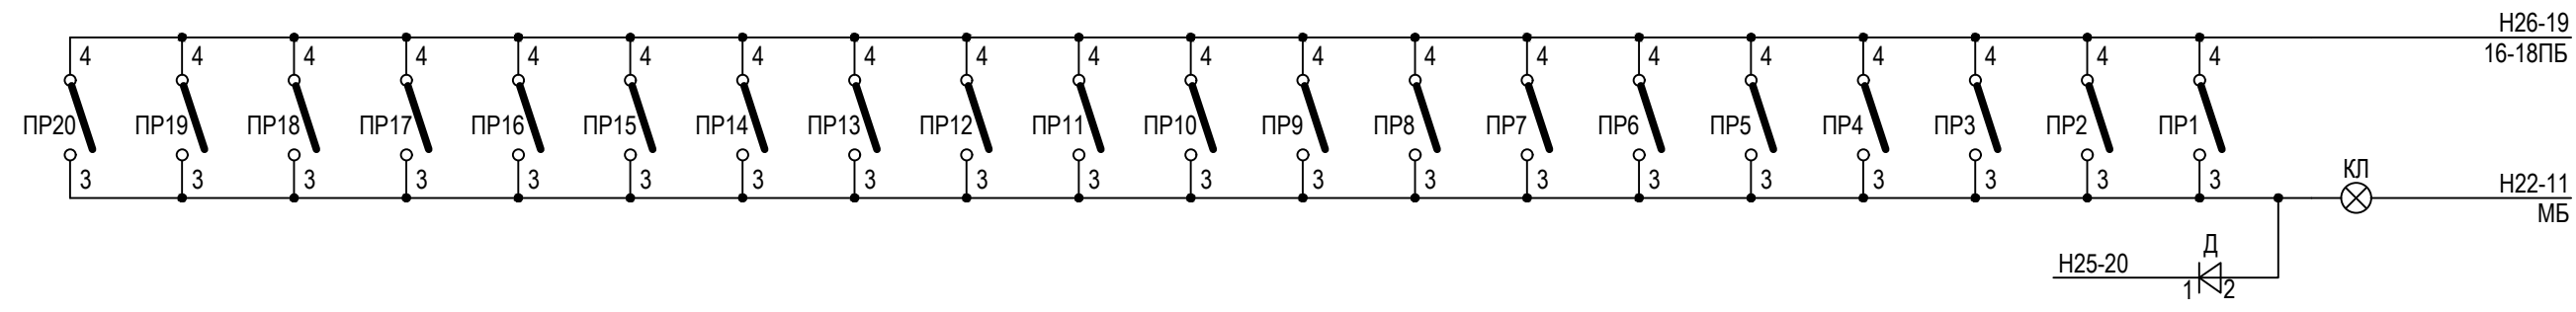 Н26-19
4 4 4 4 4 4 4 4 4 4 4 4 4 4 4 4 4 4 4 4
16-18ПБ
ПР20 ПР19 ПР18 ПР17 ПР16 ПР15 ПР14 ПР13 ПР12 ПР11 ПР10 ПР9 ПР8 ПР7 ПР6 ПР5 ПР4 ПР3 ПР2 ПР1
3 3 3 3 3 3 3 3 3 3 3 3 3 3 3 3 3 3 3 3
КЛ
Н22-11
МБ
Д
Н25-20
1 2